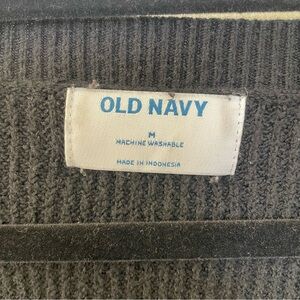 OLD NAVY
M
MACHINE WASHABLE
MADE IN INDONESIA